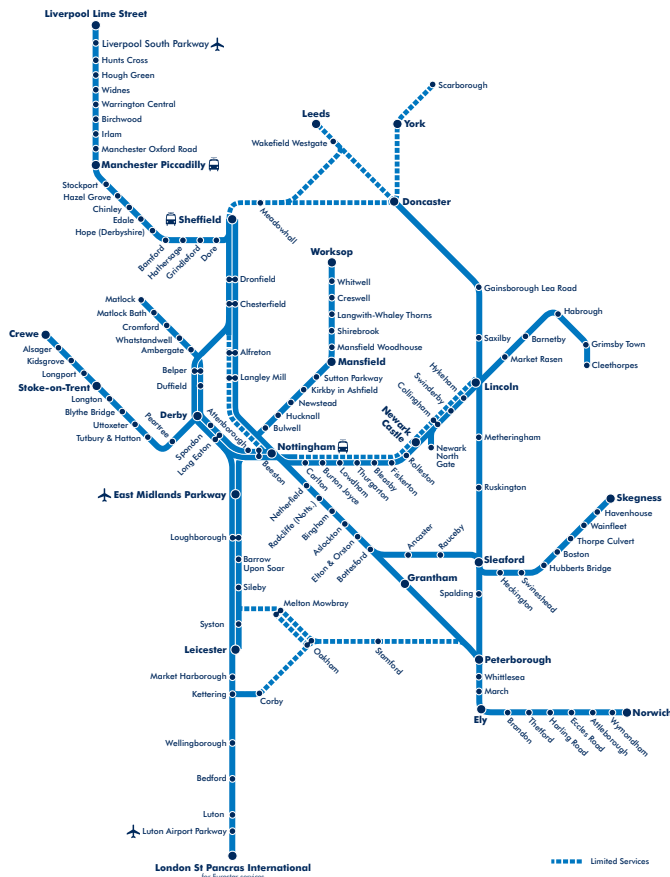 Liverpool Lime Street
Liverpool South Parkway
Hunts Cross
Hough Green
Widnes
Warrington Central
Birchwood
Irlam
Manchester Oxford Road
Manchester Piccadilly
Stockport
Hazel Grove
Chinley
Edale
Hope (Derbyshire)
Bamford
Hathersage
Grindleford
Dore
Sheffield
Meadowhall
Leeds
Wakefield Westgate
Scarborough
York
Doncaster
Dronfield
Chesterfield
Alfreton
Langley Mill
Worksop
Whitwell
Creswell
Langwith-Whaley Thorns
Shirebrook
Mansfield Woodhouse
Mansfield
Sutton Parkway
Kirkby in Ashfield
Newstead
Hucknall
Bulwell
Gainsborough Lea Road
Saxilby
Lincoln
Market Rasen
Barnetby
Habrough
Grimsby Town
Cleethorpes
Matlock
Matlock Bath
Cromford
Whatstandwell
Ambergate
Belper
Duffield
Derby
Crewe
Alsager
Kidsgrove
Longport
Stoke-on-Trent
Longton
Blythe Bridge
Uttoxeter
Tutbury & Hatton
Peartree
Spondon
Long Eaton
Attenborough
Beeston
Nottingham
Carlton
Burton Joyce
Lowdham
Thurgarton
Bleasby
Fiskerton
Rolleston
Newark
Castle
Newark
North
Gate
Collingham
Swinderby
Hykeham
Netherfield
Radcliffe (Notts.)
Bingham
Aslockton
Elton & Orston
Bottesford
Ancaster
Rauceby
Grantham
Metheringham
Ruskington
Sleaford
Heckington
Swineshead
Hubberts Bridge
Boston
Thorpe Culvert
Wainfleet
Havenhouse
Skegness
Spalding
Peterborough
Whittlesea
March
Ely
Brandon
Thetford
Harling Road
Eccles Road
Attleborough
Wymondham
Norwich
East Midlands Parkway
Loughborough
Barrow
Upon Soar
Sileby
Syston
Leicester
Melton Mowbray
Oakham
Stamford
Market Harborough
Kettering
Corby
Wellingborough
Bedford
Luton
Luton Airport Parkway
London St Pancras International
for Eurostar services
Limited Services